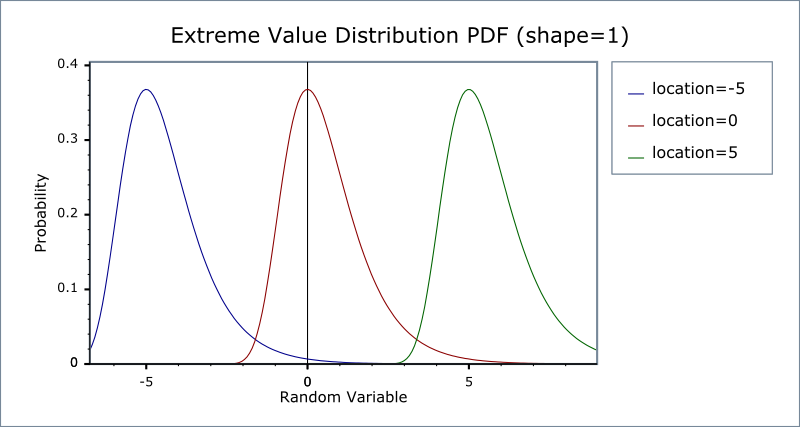 Extreme Value Distribution PDF (shape=1)
0.4
0.3
0.2
0.1
0
Probability
-5
0
5
Random Variable
location=-5
location=0
location=5